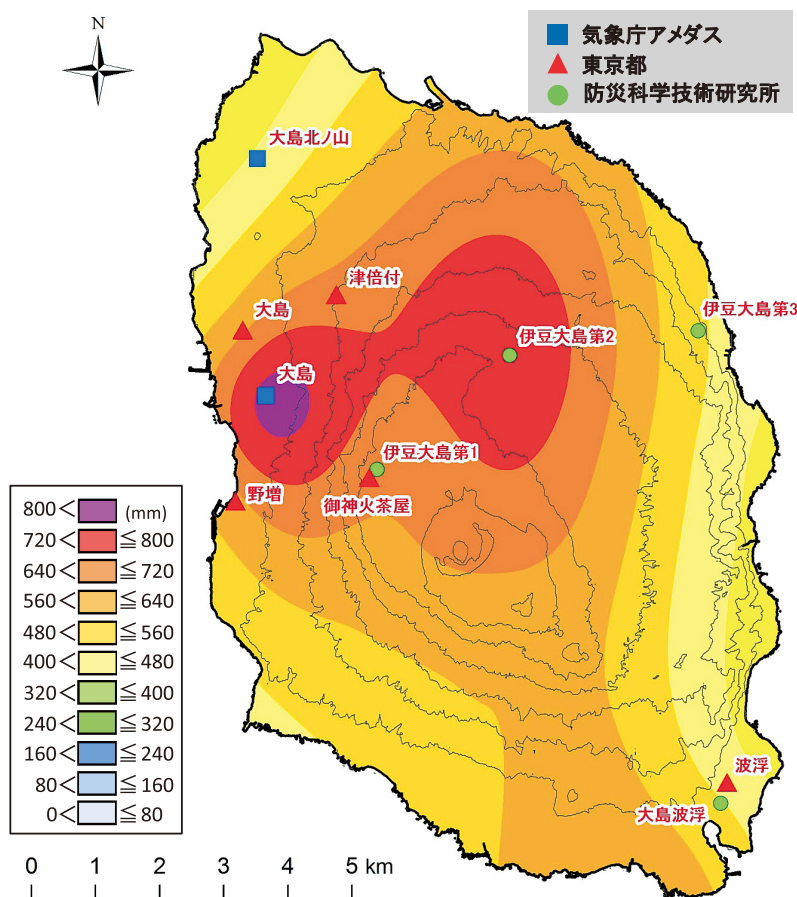 N
気象庁アメダス
東京都
防災科学技術研究所
大島北ノ山
津倍付
大島
伊豆大島第3
伊豆大島第2
大島
伊豆大島第1
野増
御神火茶屋
波浮
大島波浮
800< (mm)
720< ≦800
640< ≦720
560< ≦640
480< ≦560
400< ≦480
320< ≦400
240< ≦320
160< ≦240
80< ≦160
0< ≦80
0 1 2 3 4 5 km